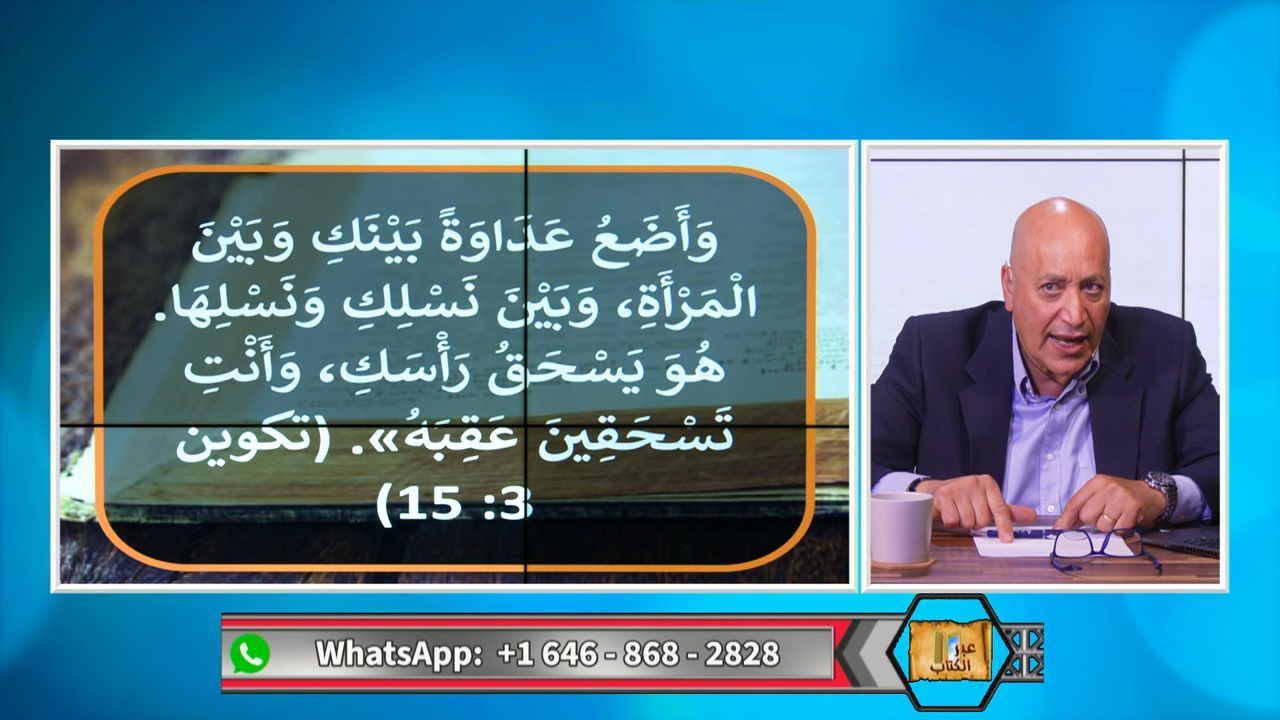 وَأَضَعُ عَدَاوَةً بَيْنَكِ وَبَيْنَ
الْمَرْأَةِ، وَبَيْنَ نَسْلِكِ وَنَسْلِهَا.
هُوَ يَسْحَقُ رَأْسَكِ، وَأَنْتِ
تَسْحَقِينَ عَقِبَهُ». (تكوين
3: 15)
WhatsApp: +1 646 - 868 - 2828
عبر
الكتاب